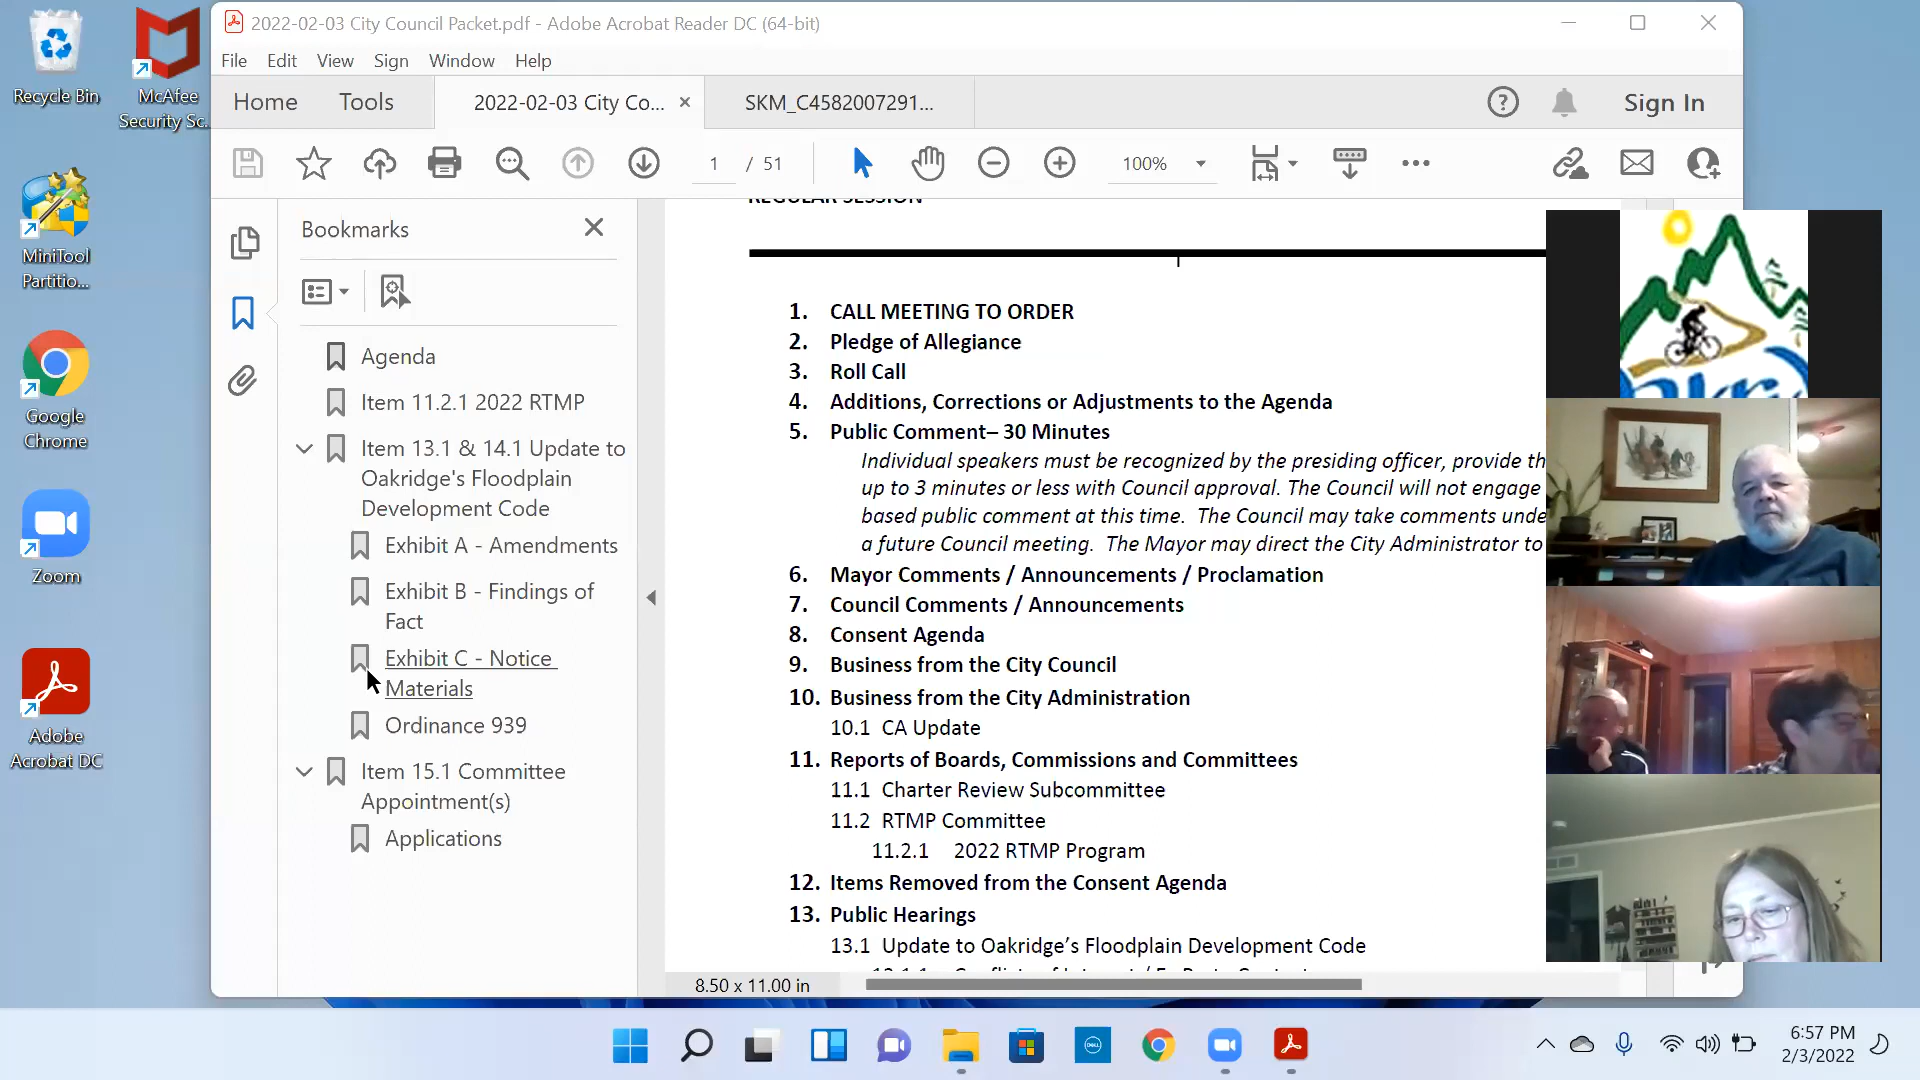 Recycle Bin
McAfee
Security Sc...
MiniTool
Partitio...
Google
Chrome
Zoom
Adobe
Acrobat DC
2022-02-03 City Council Packet.pdf - Adobe Acrobat Reader DC (64-bit)
File Edit View Sign Window Help
Home Tools 2022-02-03 City Co... × SKM_C4582007291... Sign In
1 / 51 100%
Bookmarks
Agenda
Item 11.2.1 2022 RTMP
Item 13.1 & 14.1 Update to
Oakridge's Floodplain
Development Code
Exhibit A - Amendments
Exhibit B - Findings of
Fact
Exhibit C - Notice
Materials
Ordinance 939
Item 15.1 Committee
Appointment(s)
Applications
REGULAR SESSION
1. CALL MEETING TO ORDER
2. Pledge of Allegiance
3. Roll Call
4. Additions, Corrections or Adjustments to the Agenda
5. Public Comment– 30 Minutes
Individual speakers must be recognized by the presiding officer, provide th
up to 3 minutes or less with Council approval. The Council will not engage
based public comment at this time. The Council may take comments unde
a future Council meeting. The Mayor may direct the City Administrator to
6. Mayor Comments / Announcements / Proclamation
7. Council Comments / Announcements
8. Consent Agenda
9. Business from the City Council
10. Business from the City Administration
10.1 CA Update
11. Reports of Boards, Commissions and Committees
11.1 Charter Review Subcommittee
11.2 RTMP Committee
11.2.1 2022 RTMP Program
12. Items Removed from the Consent Agenda
13. Public Hearings
13.1 Update to Oakridge’s Floodplain Development Code
8.50 x 11.00 in
DELL
6:57 PM
2/3/2022